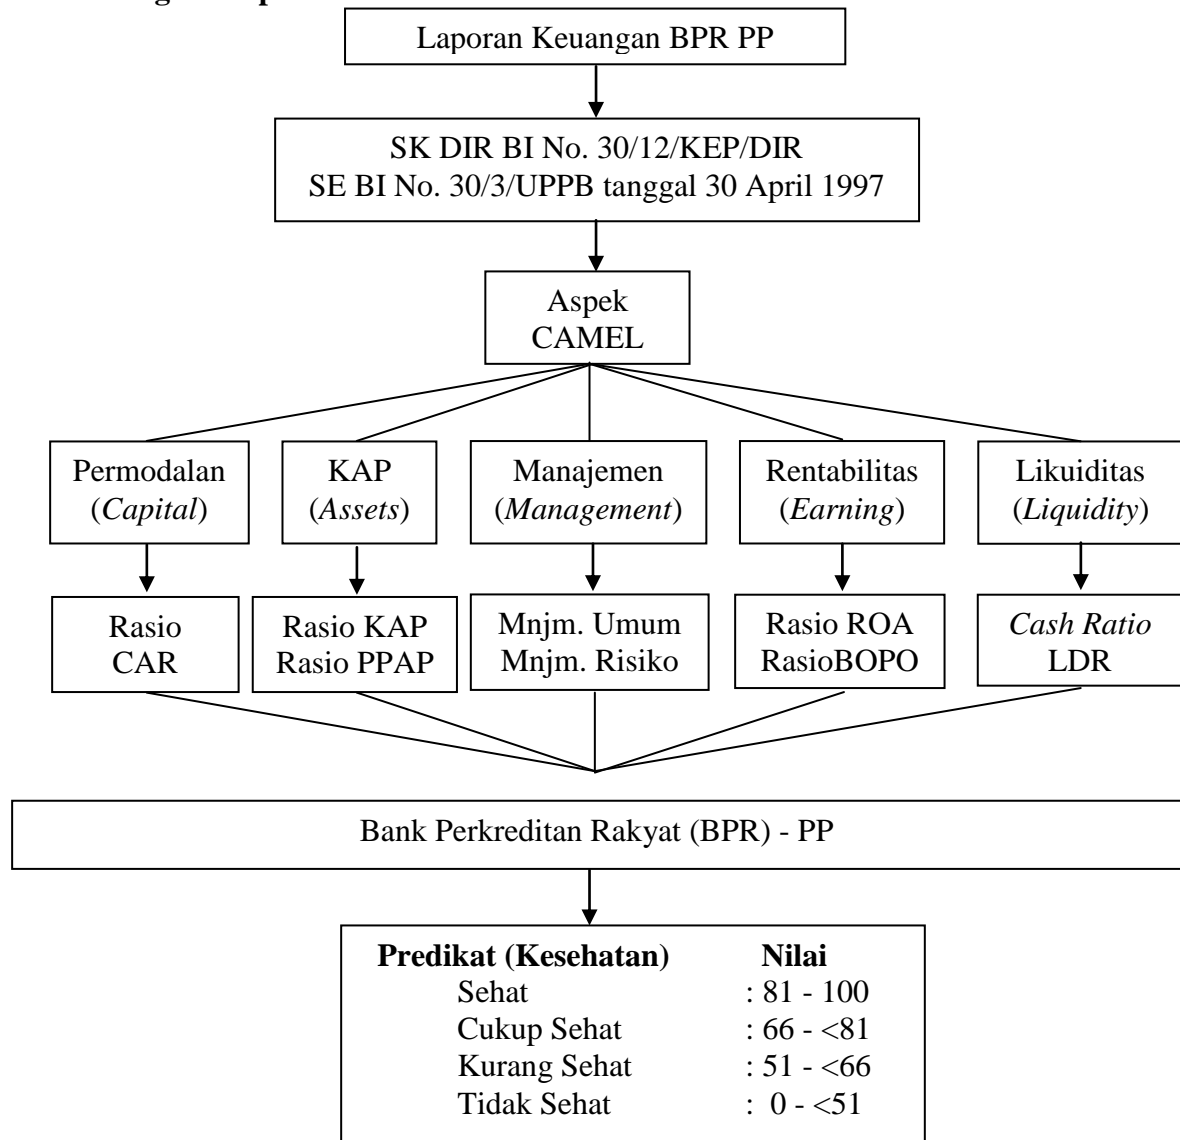 Laporan Keuangan BPR PP
SK DIR BI No. 30/12/KEP/DIR
SE BI No. 30/3/UPPB tanggal 30 April 1997
Aspek
CAMEL
Permodalan
(Capital)
KAP
(Assets)
Manajemen
(Management)
Rentabilitas
(Earning)
Likuiditas
(Liquidity)
Rasio
CAR
Rasio KAP
Rasio PPAP
Mnjm. Umum
Mnjm. Risiko
Rasio ROA
RasioBOPO
Cash Ratio
LDR
Bank Perkreditan Rakyat (BPR) - PP
Predikat (Kesehatan) Nilai
Sehat : 81 - 100
Cukup Sehat : 66 - <81
Kurang Sehat : 51 - <66
Tidak Sehat : 0 - <51